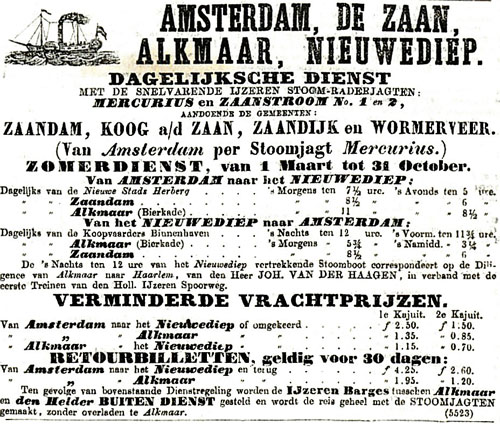 AMSTERDAM, DE ZAAN,
ALKMAAR, NIEUWEDIEP.
DAGELIJKSCHE DIENST
MET DE SNELVARENDE IJZEREN STOOM-RADERJAGTEN:
MERCURIUS en ZAANSTROOM No. 1 en 2,
AANDOENDE DE GEMEENTEN:
ZAANDAM, KOOG a/d ZAAN, ZAANDIJK en WORMERVEER.
(Van Amsterdam per Stoomjagt Mercurius.)
ZOMERDIENST, van 1 Maart tot 31 October.
Van AMSTERDAM naar het NIEUWEDIEP:
Dagelijks van de Nieuwe Stads Herberg . . 's Morgens ten 7½ ure. 's Avonds ten 5 ure.
„ „ Zaandam . . . . . „ „ 8½ „ „ 6 „
„ „ Alkmaar (Bierkade) . . . „ „ 11 „ „ 8½ „
Van het NIEUWEDIEP naar AMSTERDAM:
Dagelijks van de Koopvaarders Binnenhaven . 's Nachts ten 12 ure. 's Voorm. ten 11¾ ure.
„ „ Alkmaar (Bierkade) . . . 's Morgens „ 5¾ „ 's Namidd. „ 3¼ „
„ „ Zaandam . . . . . „ „ 8½ „ „ 6 „
De 's Nachts ten 12 ure van het Nieuwediep vertrekkende Stoomboot correspondeert op de Dili-
gence van Alkmaar naar Haarlem, van den Heer JOH. VAN DER HAAGEN, in verband met de
eerste Treinen van den Holl. IJzeren Spoorweg.
VERMINDERDE VRACHTPRIJZEN.
1e Kajuit. 2e Kajuit.
Van Amsterdam naar het Nieuwediep of omgekeerd . . . ƒ 2.50. ƒ 1.50.
„ „ „ Alkmaar „ . . . „ 1.35. „ 0.85.
„ Alkmaar „ het Nieuwediep „ . . . „ 1.15. „ 0.70.
RETOURBILLETTEN, geldig voor 30 dagen:
Van Amsterdam naar het Nieuwediep en terug . . . ƒ 4.25. ƒ 2.60.
„ „ „ Alkmaar „ . . . „ 1.95. „ 1.20.
Ten gevolge van bovenstaande Dienstregeling worden de IJzeren Barges tusschen Alkmaar
en den Helder BUITEN DIENST gesteld en wordt de reis geheel met de STOOMJAGTEN
gemaakt, zonder overladen te Alkmaar. (5523)